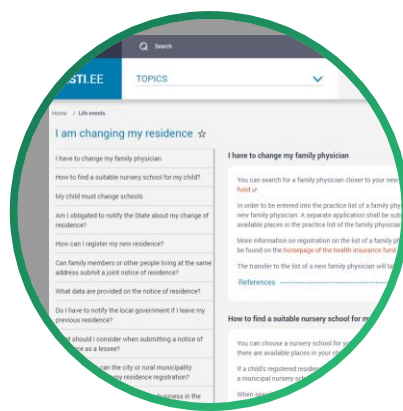 Search
STI.EE
TOPICS
Home / Life events
I am changing my residence ☆
I have to change my family physician
How to find a suitable nursery school for my child?
My child must change schools
Am I obligated to notify the State about my change of
residence?
How can I register my new residence?
Can family members or other people living at the same
address submit a joint notice of residence?
What data are provided on the notice of residence?
Do I have to notify the local government if I leave my
previous residence?
should I consider when submitting a notice of
as a lessee?
can the city or rural municipality
my residence registration?
business in the
I have to change my family physician
You can search for a family physician closer to your new
fund
In order to be entered into the practice list of a family
new family physician. A separate application shall be
available places in the practice list of the family physician
More information on registration on the list of a family
be found on the homepage of the health insurance fund
The transfer to the list of a new family physician will
References
How to find a suitable nursery school for
You can choose a nursery school for
there are available places in your
If a child's registered
a municipal nursery
When